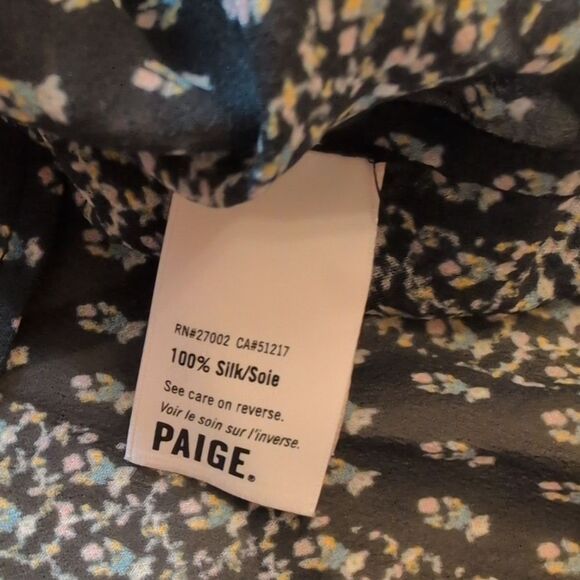 RN#27002 CA#51217
100% Silk/Soie
See care on reverse.
Voir le soin sur l'inverse.
PAIGE.